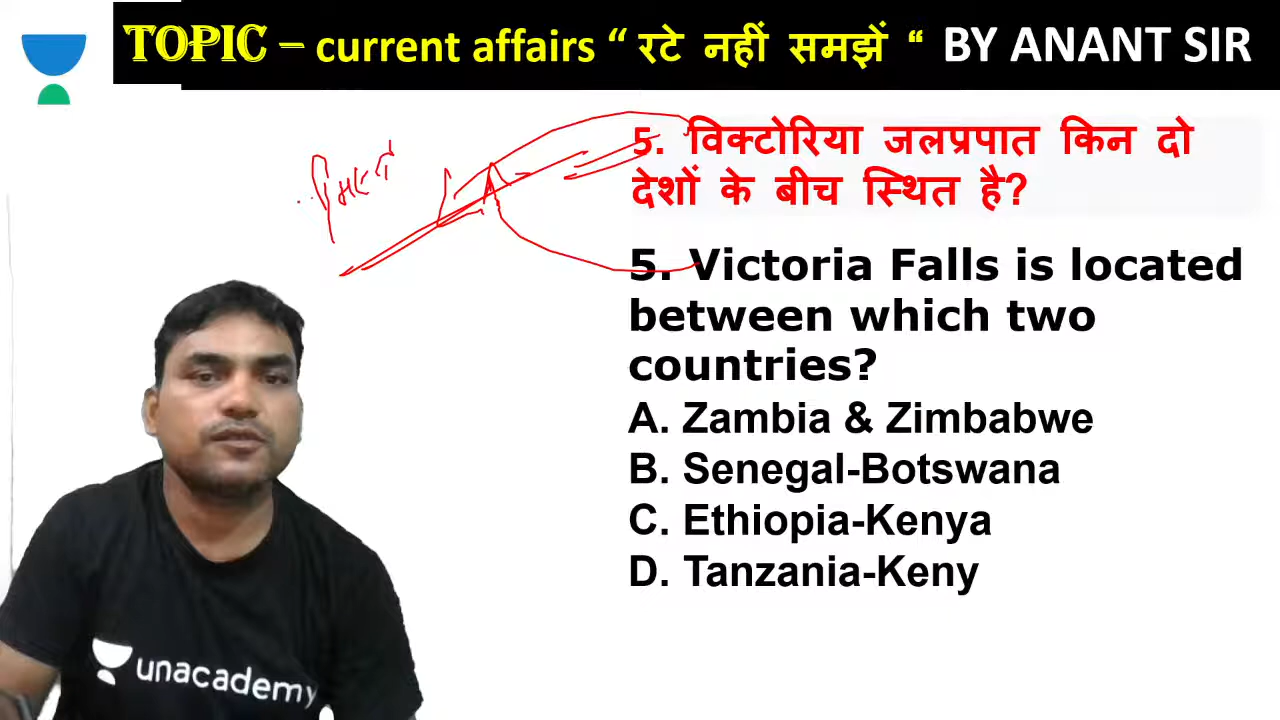 TOPIC – current affairs “ रटे नहीं समझें “ BY ANANT SIR
5. विक्टोरिया जलप्रपात किन दो
देशों के बीच स्थित है?
5. Victoria Falls is located
between which two
countries?
A. Zambia & Zimbabwe
B. Senegal-Botswana
C. Ethiopia-Kenya
D. Tanzania-Keny
unacademy